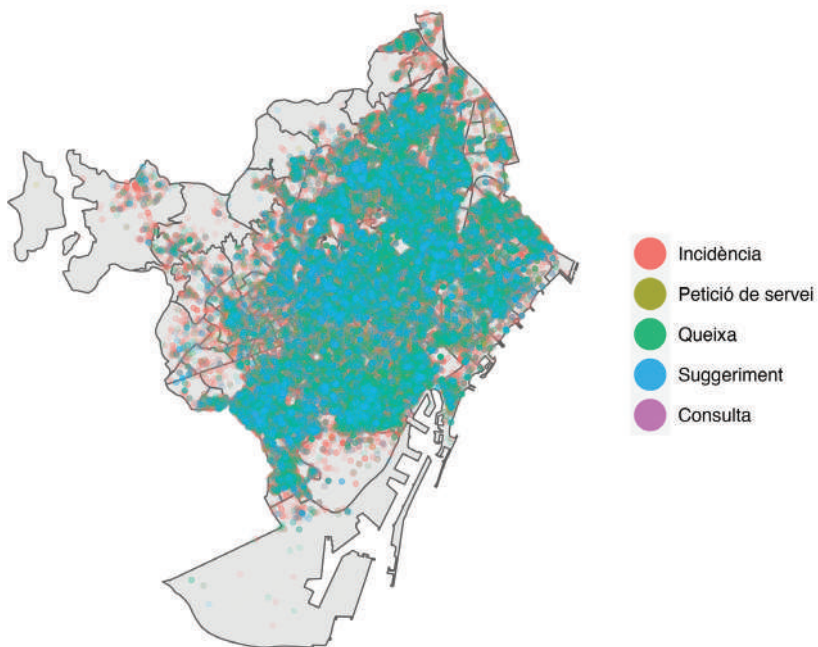 Incidència
Petició de servei
Queixa
Suggeriment
Consulta